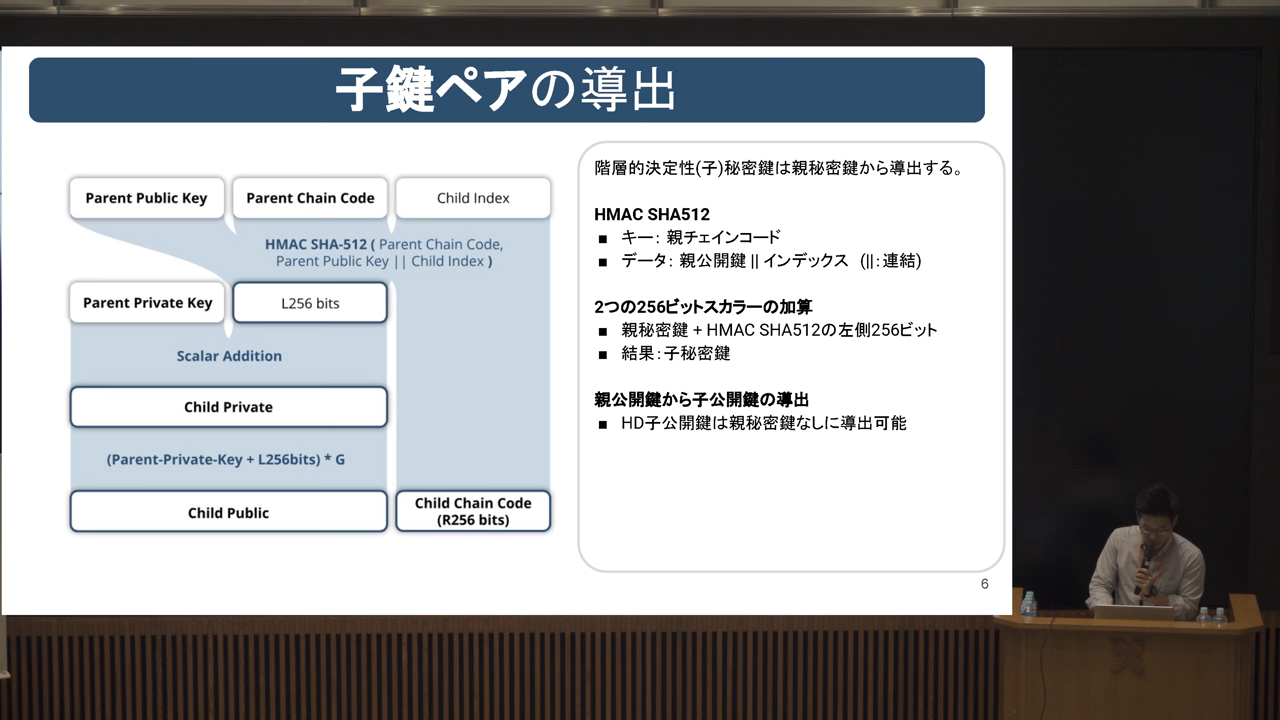 子鍵ペアの導出
Parent Public Key
Parent Chain Code
Child Index
HMAC SHA-512 ( Parent Chain Code,
Parent Public Key || Child Index )
Parent Private Key
L256 bits
Scalar Addition
Child Private
(Parent-Private-Key + L256bits) * G
Child Public
Child Chain Code
(R256 bits)
階層的決定性(子)秘密鍵は親秘密鍵から導出する。
HMAC SHA512
■ キー: 親チェインコード
■ データ: 親公開鍵 || インデックス (||:連結)
2つの256ビットスカラーの加算
■ 親秘密鍵 + HMAC SHA512の左側256ビット
■ 結果:子秘密鍵
親公開鍵から子公開鍵の導出
■ HD子公開鍵は親秘密鍵なしに導出可能
6